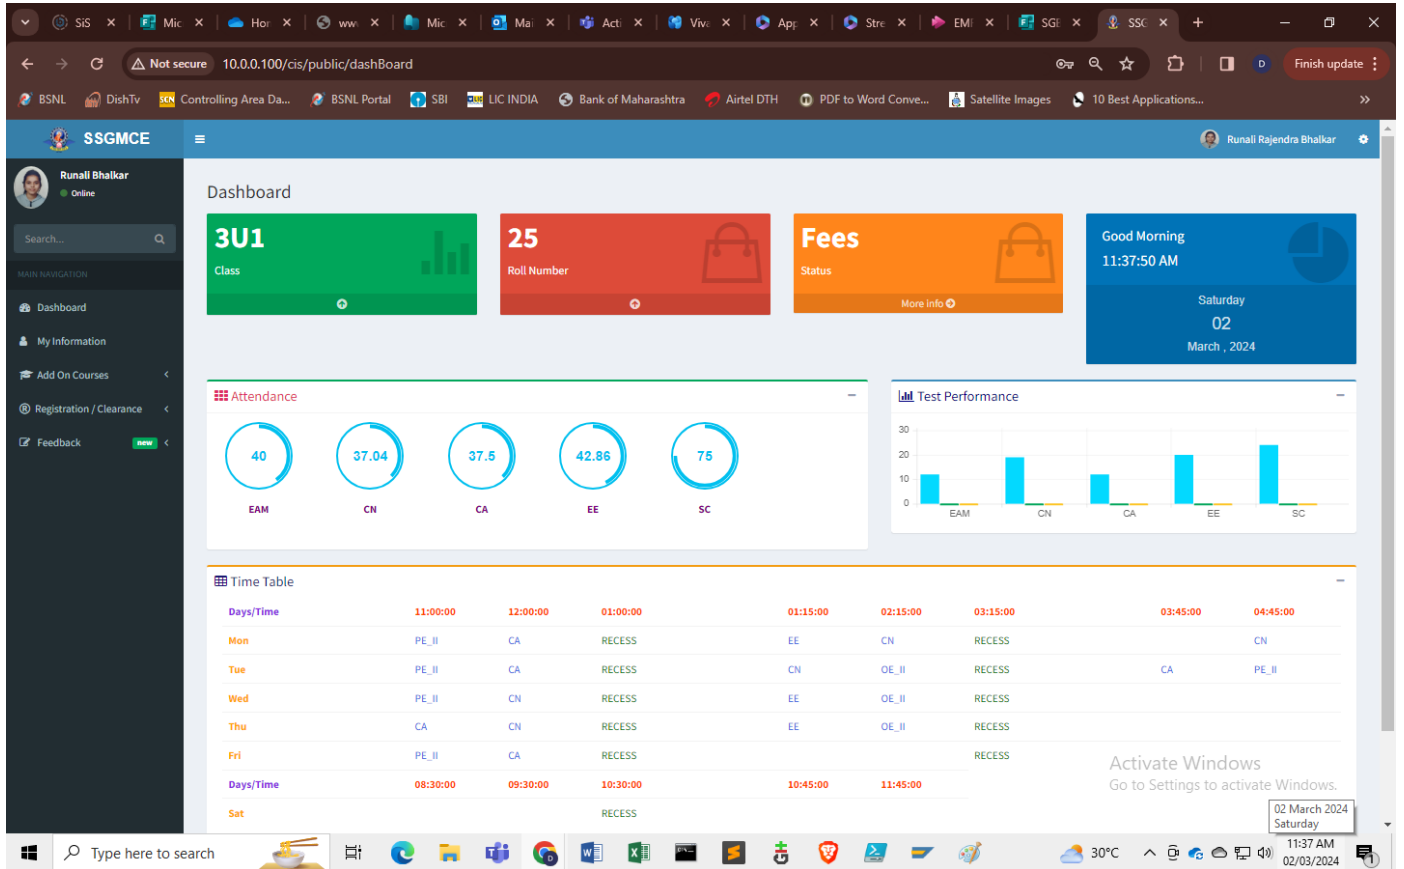 SiS
Mic
Hor
ww
Mic
Mai
Acti
Viva
App
Stre
EMI
SGE
SSC
Not secure 10.0.0.100/cis/public/dashBoard
D
Finish update
BSNL
DishTv
SCN Controlling Area Da...
BSNL Portal
SBI
LIC INDIA
Bank of Maharashtra
Airtel DTH
PDF to Word Conve...
Satellite Images
10 Best Applications...
SSGMCE
Runali Rajendra Bhalkar
Runali Bhalkar
Online
Search...
MAIN NAVIGATION
Dashboard
My Information
Add On Courses
Registration / Clearance
Feedback new
Dashboard
3U1
Class
25
Roll Number
Fees
Status
More info
Good Morning
11:37:50 AM
Saturday
02
March , 2024
Attendance
40 37.04 37.5 42.86 75
EAM CN CA EE SC
Test Performance
30
20
10
0
EAM CN CA EE SC
Time Table
Days/Time 11:00:00 12:00:00 01:00:00 01:15:00 02:15:00 03:15:00 03:45:00 04:45:00
Mon PE_II CA RECESS EE CN RECESS CN
Tue PE_II CA RECESS CN OE_II RECESS CA PE_II
Wed PE_II CN RECESS EE OE_II RECESS
Thu CA CN RECESS EE OE_II RECESS
Fri PE_II CA RECESS RECESS
Days/Time 08:30:00 09:30:00 10:30:00 10:45:00 11:45:00
Sat RECESS
Activate Windows
Go to Settings to activate Windows.
02 March 2024
Saturday
Type here to search
30°C
11:37 AM
02/03/2024
1